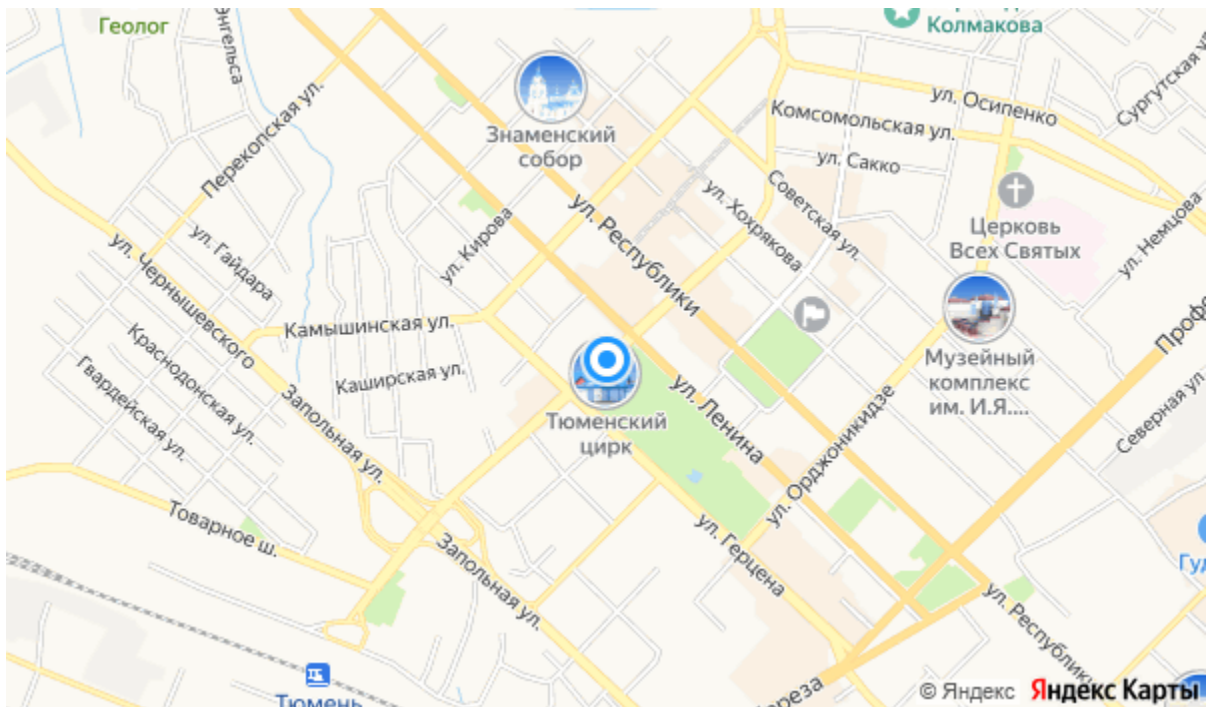 Геолог
Энгельса
Колмакова
Сургутская ул.
ул. Осипенко
Комсомольская ул.
Перекопская ул.
Знаменский
собор
ул. Сакко
ул. Хохрякова
Советская ул.
Церковь
Всех Святых
ул. Немцова
ул. Гайдара
ул. Кирова
ул. Республики
ул. Чернышевского
Камышинская ул.
Краснодонская ул.
Каширская ул.
Гвардейская ул.
Музейный
комплекс
им. И.Я....
Северная ул.
Тюменский
цирк
ул. Ленина
ул. Орджоникидзе
Запольная ул.
Товарное ш.
ул. Герцена
Запольная ул.
ул. Республики
Тюмень
© Яндекс Яндекс Карты